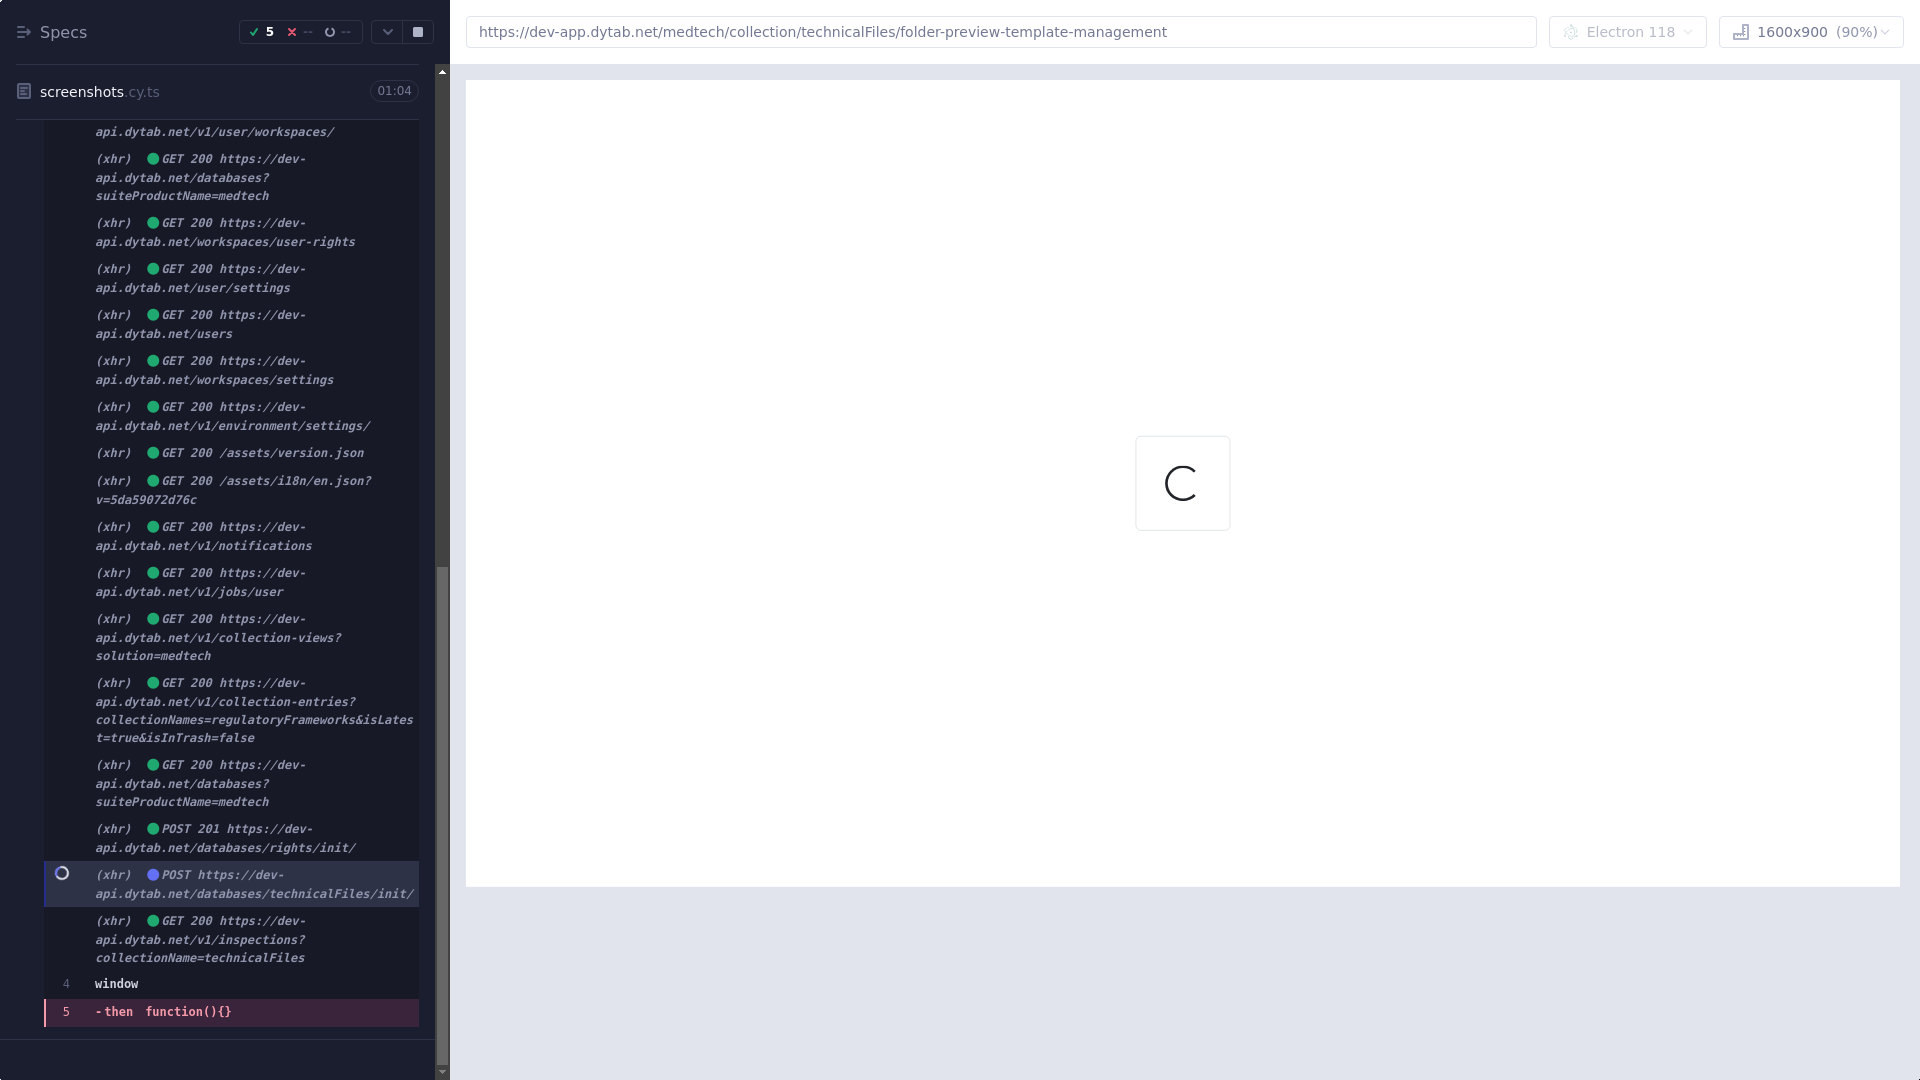 Specs
5
--
--
screenshots.cy.ts
01:04
api.dytab.net/v1/user/workspaces/
(xhr) GET 200 https://dev-
api.dytab.net/databases?
suiteProductName=medtech
(xhr) GET 200 https://dev-
api.dytab.net/workspaces/user-rights
(xhr) GET 200 https://dev-
api.dytab.net/user/settings
(xhr) GET 200 https://dev-
api.dytab.net/users
(xhr) GET 200 https://dev-
api.dytab.net/workspaces/settings
(xhr) GET 200 https://dev-
api.dytab.net/v1/environment/settings/
(xhr) GET 200 /assets/version.json
(xhr) GET 200 /assets/i18n/en.json?
v=5da59072d76c
(xhr) GET 200 https://dev-
api.dytab.net/v1/notifications
(xhr) GET 200 https://dev-
api.dytab.net/v1/jobs/user
(xhr) GET 200 https://dev-
api.dytab.net/v1/collection-views?
solution=medtech
(xhr) GET 200 https://dev-
api.dytab.net/v1/collection-entries?
collectionNames=regulatoryFrameworks&isLates
t=true&isInTrash=false
(xhr) GET 200 https://dev-
api.dytab.net/databases?
suiteProductName=medtech
(xhr) POST 201 https://dev-
api.dytab.net/databases/rights/init/
(xhr) POST https://dev-
api.dytab.net/databases/technicalFiles/init/
(xhr) GET 200 https://dev-
api.dytab.net/v1/inspections?
collectionName=technicalFiles
4 window
5 -then function(){}
https://dev-app.dytab.net/medtech/collection/technicalFiles/folder-preview-template-management
Electron 118
1600x900 (90%)